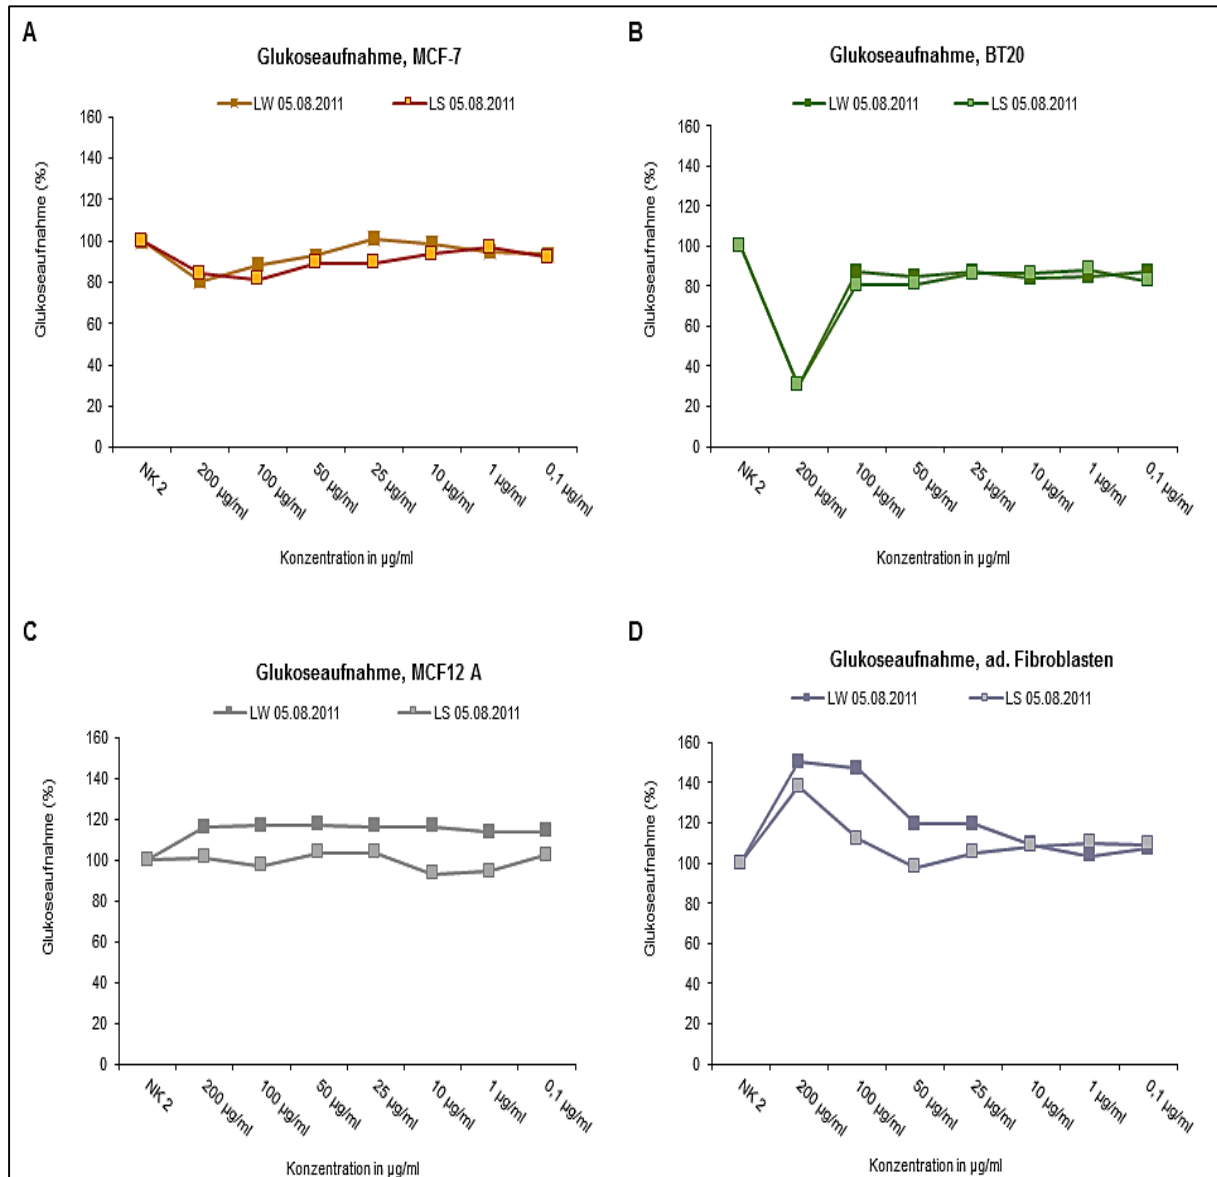 A
Glukoseaufnahme, MCF-7
LW 05.08.2011 LS 05.08.2011
160
140
120
100
80
60
40
20
0
Glukoseaufnahme (%)
NK 2 200 µg/ml 100 µg/ml 50 µg/ml 25 µg/ml 10 µg/ml 1 µg/ml 0,1 µg/ml
Konzentration in µg/ml
B
Glukoseaufnahme, BT20
LW 05.08.2011 LS 05.08.2011
160
140
120
100
80
60
40
20
0
Glukoseaufnahme (%)
NK 2 200 µg/ml 100 µg/ml 50 µg/ml 25 µg/ml 10 µg/ml 1 µg/ml 0,1 µg/ml
Konzentration in µg/ml
C
Glukoseaufnahme, MCF12 A
LW 05.08.2011 LS 05.08.2011
160
140
120
100
80
60
40
20
0
Glukoseaufnahme (%)
NK 2 200 µg/ml 100 µg/ml 50 µg/ml 25 µg/ml 10 µg/ml 1 µg/ml 0,1 µg/ml
Konzentration in µg/ml
D
Glukoseaufnahme, ad. Fibroblasten
LW 05.08.2011 LS 05.08.2011
160
140
120
100
80
60
40
20
0
Glukoseaufnahme (%)
NK 2 200 µg/ml 100 µg/ml 50 µg/ml 25 µg/ml 10 µg/ml 1 µg/ml 0,1 µg/ml
Konzentration in µg/ml